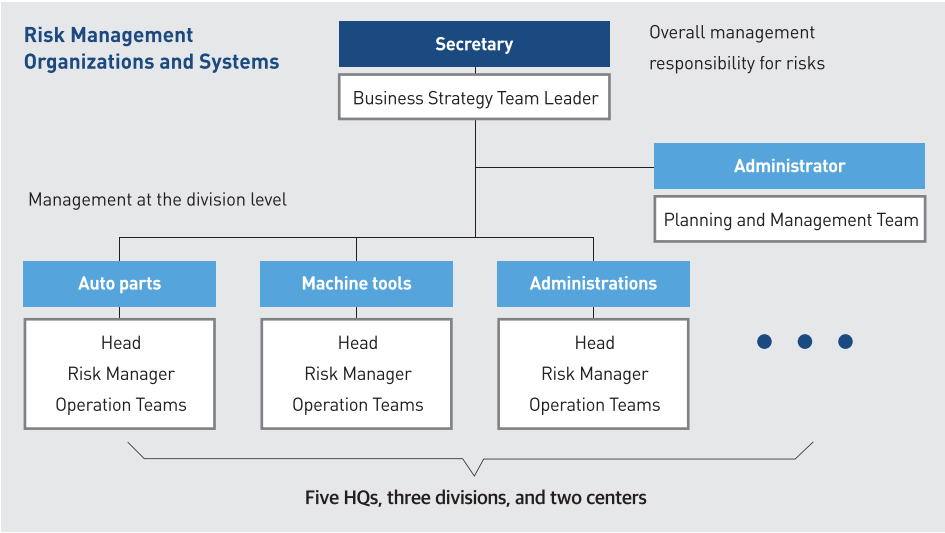 Risk Management
Organizations and Systems
Secretary
Business Strategy Team Leader
Overall management
responsibility for risks
Administrator
Planning and Management Team
Management at the division level
Auto parts
Head
Risk Manager
Operation Teams
Machine tools
Head
Risk Manager
Operation Teams
Administrations
Head
Risk Manager
Operation Teams
Five HQs, three divisions, and two centers